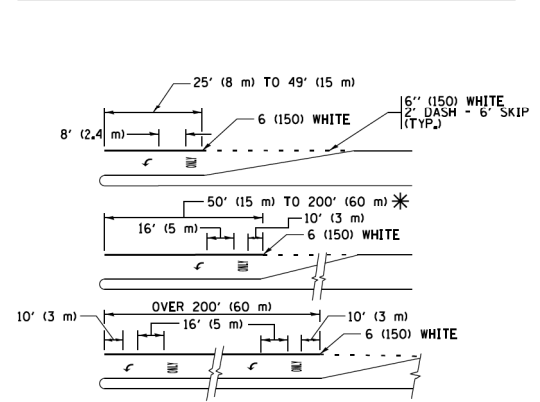 25' (8 m) TO 49' (15 m)
6" (150) WHITE
2' DASH - 6' SKIP
(TYP.)
6 (150) WHITE
8' (2.4 m)
ONLY
50' (15 m) TO 200' (60 m) *
16' (5 m)
10' (3 m)
6 (150) WHITE
ONLY
OVER 200' (60 m)
10' (3 m)
16' (5 m)
10' (3 m)
6 (150) WHITE
ONLY
ONLY